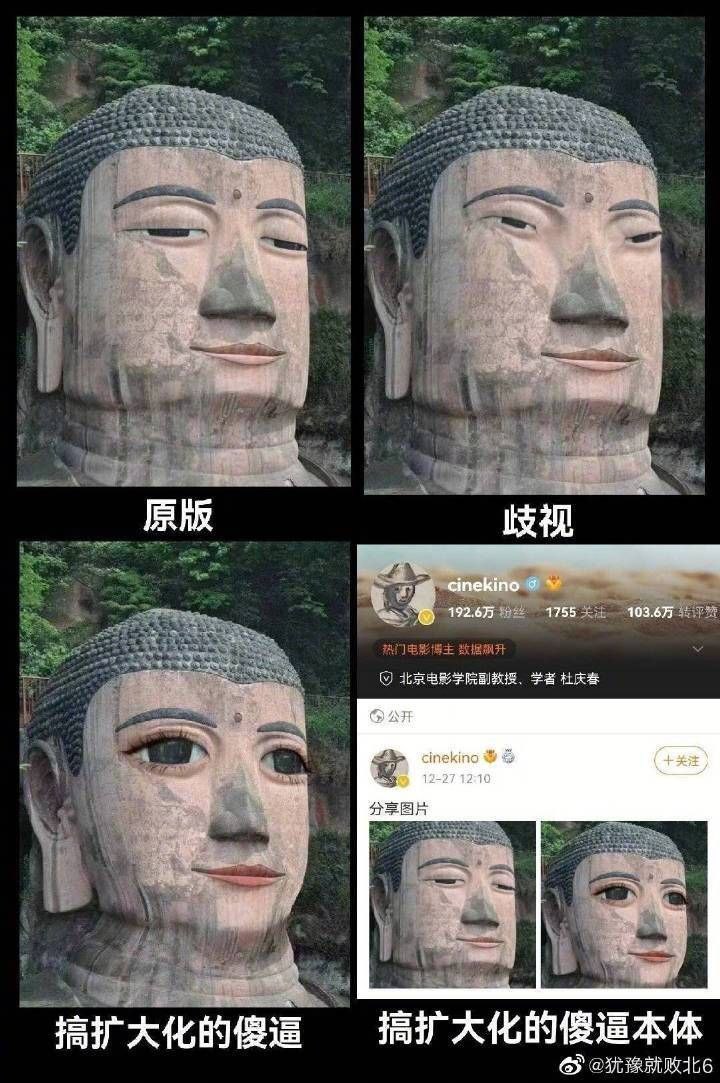 原版
歧视
cinekino
192.6万 粉丝 1755 关注 103.6万 转评赞
热门电影博主 数据飙升
北京电影学院副教授、学者 杜庆春
公开
cinekino
+关注
12-27 12:10
分享图片
搞扩大化的傻逼
搞扩大化的傻逼本体
@犹豫就败北6